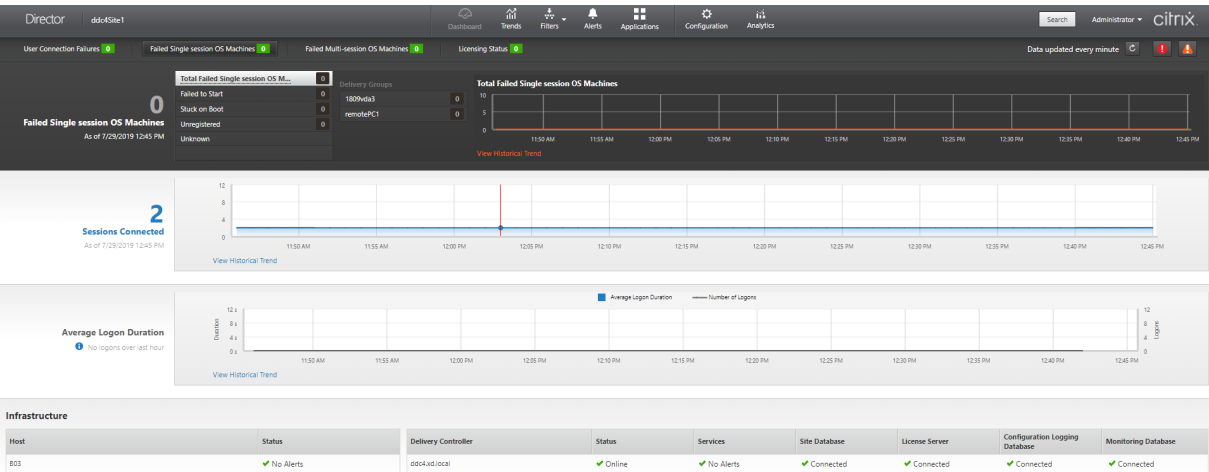 Director
ddc4Site1
Dashboard
Trends
Filters
Alerts
Applications
Configuration
Analytics
Search
Administrator
citrix
User Connection Failures 0
Failed Single session OS Machines 0
Failed Multi-session OS Machines 0
Licensing Status 0
Data updated every minute
0
Failed Single session OS Machines
As of 7/29/2019 12:45 PM
Total Failed Single session OS M... 0
Failed to Start 0
Stuck on Boot 0
Unregistered 0
Unknown
Delivery Groups
1809vda3 0
remotePC1 0
Total Failed Single session OS Machines
10
5
0
11:50 AM 11:55 AM 12:00 PM 12:05 PM 12:10 PM 12:15 PM 12:20 PM 12:25 PM 12:30 PM 12:35 PM 12:40 PM 12:45 PM
View Historical Trend
2
Sessions Connected
As of 7/29/2019 12:45 PM
12
8
4
0
11:50 AM 11:55 AM 12:00 PM 12:05 PM 12:10 PM 12:15 PM 12:20 PM 12:25 PM 12:30 PM 12:35 PM 12:40 PM 12:45 PM
View Historical Trend
Average Logon Duration
No logons over last hour
Average Logon Duration Number of Logons
Duration
12 s
8 s
4 s
0 s
12
8
4
0
Logons
11:50 AM 11:55 AM 12:00 PM 12:05 PM 12:10 PM 12:15 PM 12:20 PM 12:25 PM 12:30 PM 12:35 PM 12:40 PM 12:45 PM
View Historical Trend
Infrastructure
Host Status
B03 No Alerts
Delivery Controller Status Services Site Database License Server Configuration Logging Database Monitoring Database
ddc4.xd.local Online No Alerts Connected Connected Connected Connected